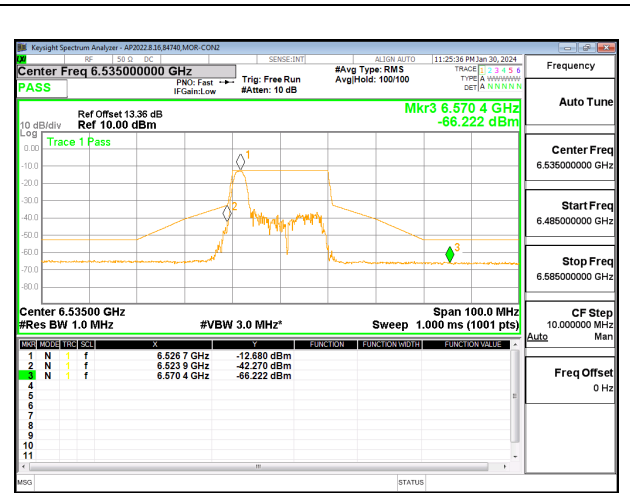 Keysight Spectrum Analyzer - AP2022.8.16,84740,MOR-CON2
LXI RF 50 Ω DC SENSE:INT ALIGN AUTO 11:25:36 PM Jan 30, 2024
Center Freq 6.535000000 GHz #Avg Type: RMS TRACE 1 2 3 4 5 6
PASS PNO: Fast Trig: Free Run Avg|Hold: 100/100 TYPE A WWWWW
IFGain:Low #Atten: 10 dB DET A N N N N N
Mkr3 6.570 4 GHz
-66.222 dBm
Ref Offset 13.36 dB
10 dB/div Ref 10.00 dBm
Log
Trace 1 Pass
0.00
-10.0
-20.0
-30.0
-40.0
-50.0
-60.0
-70.0
-80.0
1
2
3
Center 6.53500 GHz Span 100.0 MHz
#Res BW 1.0 MHz #VBW 3.0 MHz* Sweep 1.000 ms (1001 pts)
MKR MODE TRC SCL X Y FUNCTION FUNCTION WIDTH FUNCTION VALUE
1 N 1 f 6.526 7 GHz -12.680 dBm
2 N 1 f 6.523 9 GHz -42.270 dBm
3 N 1 f 6.570 4 GHz -66.222 dBm
4
5
6
7
8
9
10
11
MSG STATUS
Frequency
Auto Tune
Center Freq
6.535000000 GHz
Start Freq
6.485000000 GHz
Stop Freq
6.585000000 GHz
CF Step
10.000000 MHz
Auto Man
Freq Offset
0 Hz